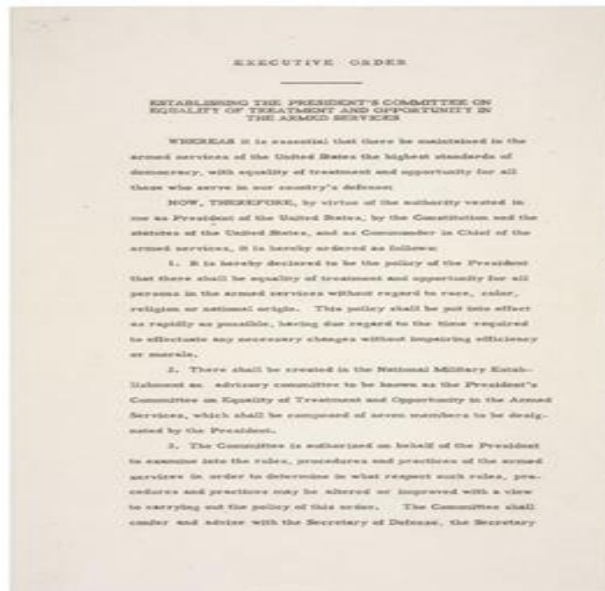 EXECUTIVE ORDER
ESTABLISHING THE PRESIDENT'S COMMITTEE ON
EQUALITY OF TREATMENT AND OPPORTUNITY IN
THE ARMED SERVICES
WHEREAS it is essential that there be maintained in the
armed services of the United States the highest standards of
democracy, with equality of treatment and opportunity for all
those who serve in our country's defense:
NOW, THEREFORE, by virtue of the authority vested in
me as President of the United States, by the Constitution and the
statutes of the United States, and as Commander in Chief of the
armed services, it is hereby ordered as follows:
1. It is hereby declared to be the policy of the President
that there shall be equality of treatment and opportunity for all
persons in the armed services without regard to race, color,
religion or national origin. This policy shall be put into effect
as rapidly as possible, having due regard to the time required
to effectuate any necessary changes without impairing efficiency
or morale.
2. There shall be created in the National Military Estab-
lishment an advisory committee to be known as the President's
Committee on Equality of Treatment and Opportunity in the Armed
Services, which shall be composed of seven members to be desig-
nated by the President.
3. The Committee is authorized on behalf of the President
to examine into the rules, procedures and practices of the armed
services in order to determine in what respect such rules, pro-
cedures and practices may be altered or improved with a view
to carrying out the policy of this order. The Committee shall
confer and advise with the Secretary of Defense, the Secretary